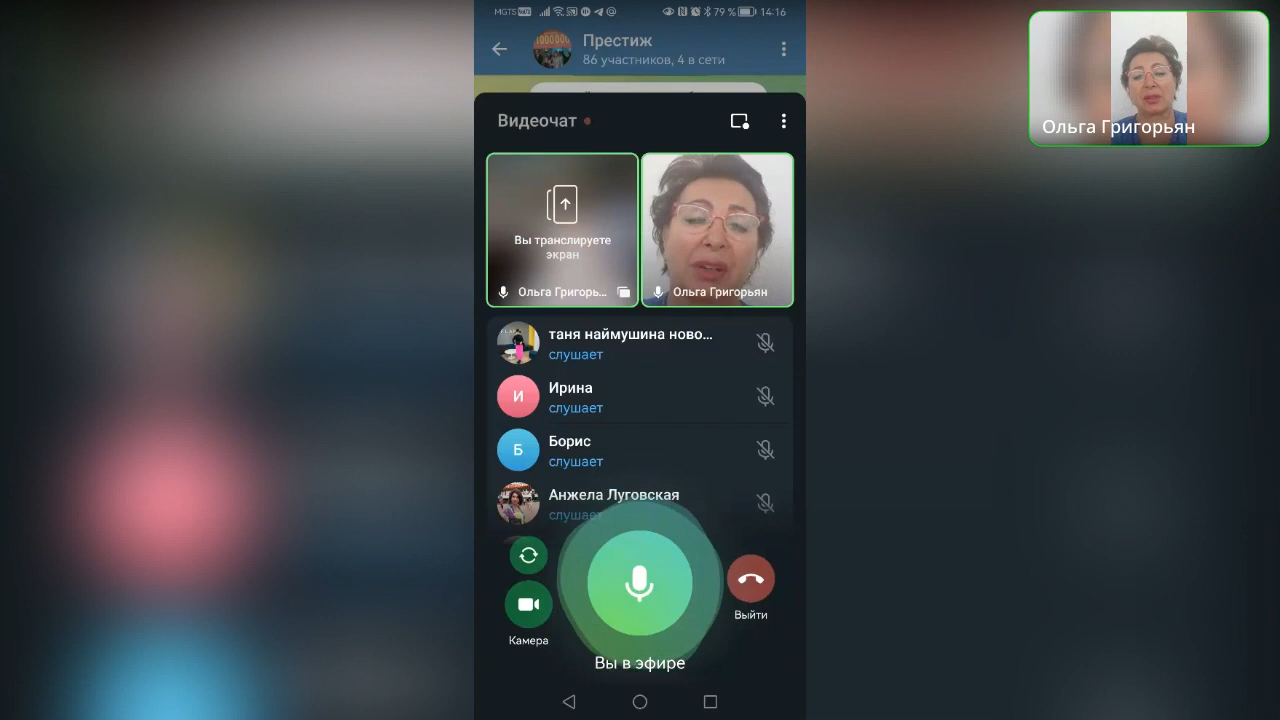 MGTS
79 %
14:16
Престиж
86 участников, 4 в сети
Видеочат
Вы транслируете
экран
Ольга Григорь...
Ольга Григорьян
таня наймушина ново...
слушает
И
Ирина
слушает
Б
Борис
слушает
Анжела Луговская
слушает
Камера
Выйти
Вы в эфире
Ольга Григорьян